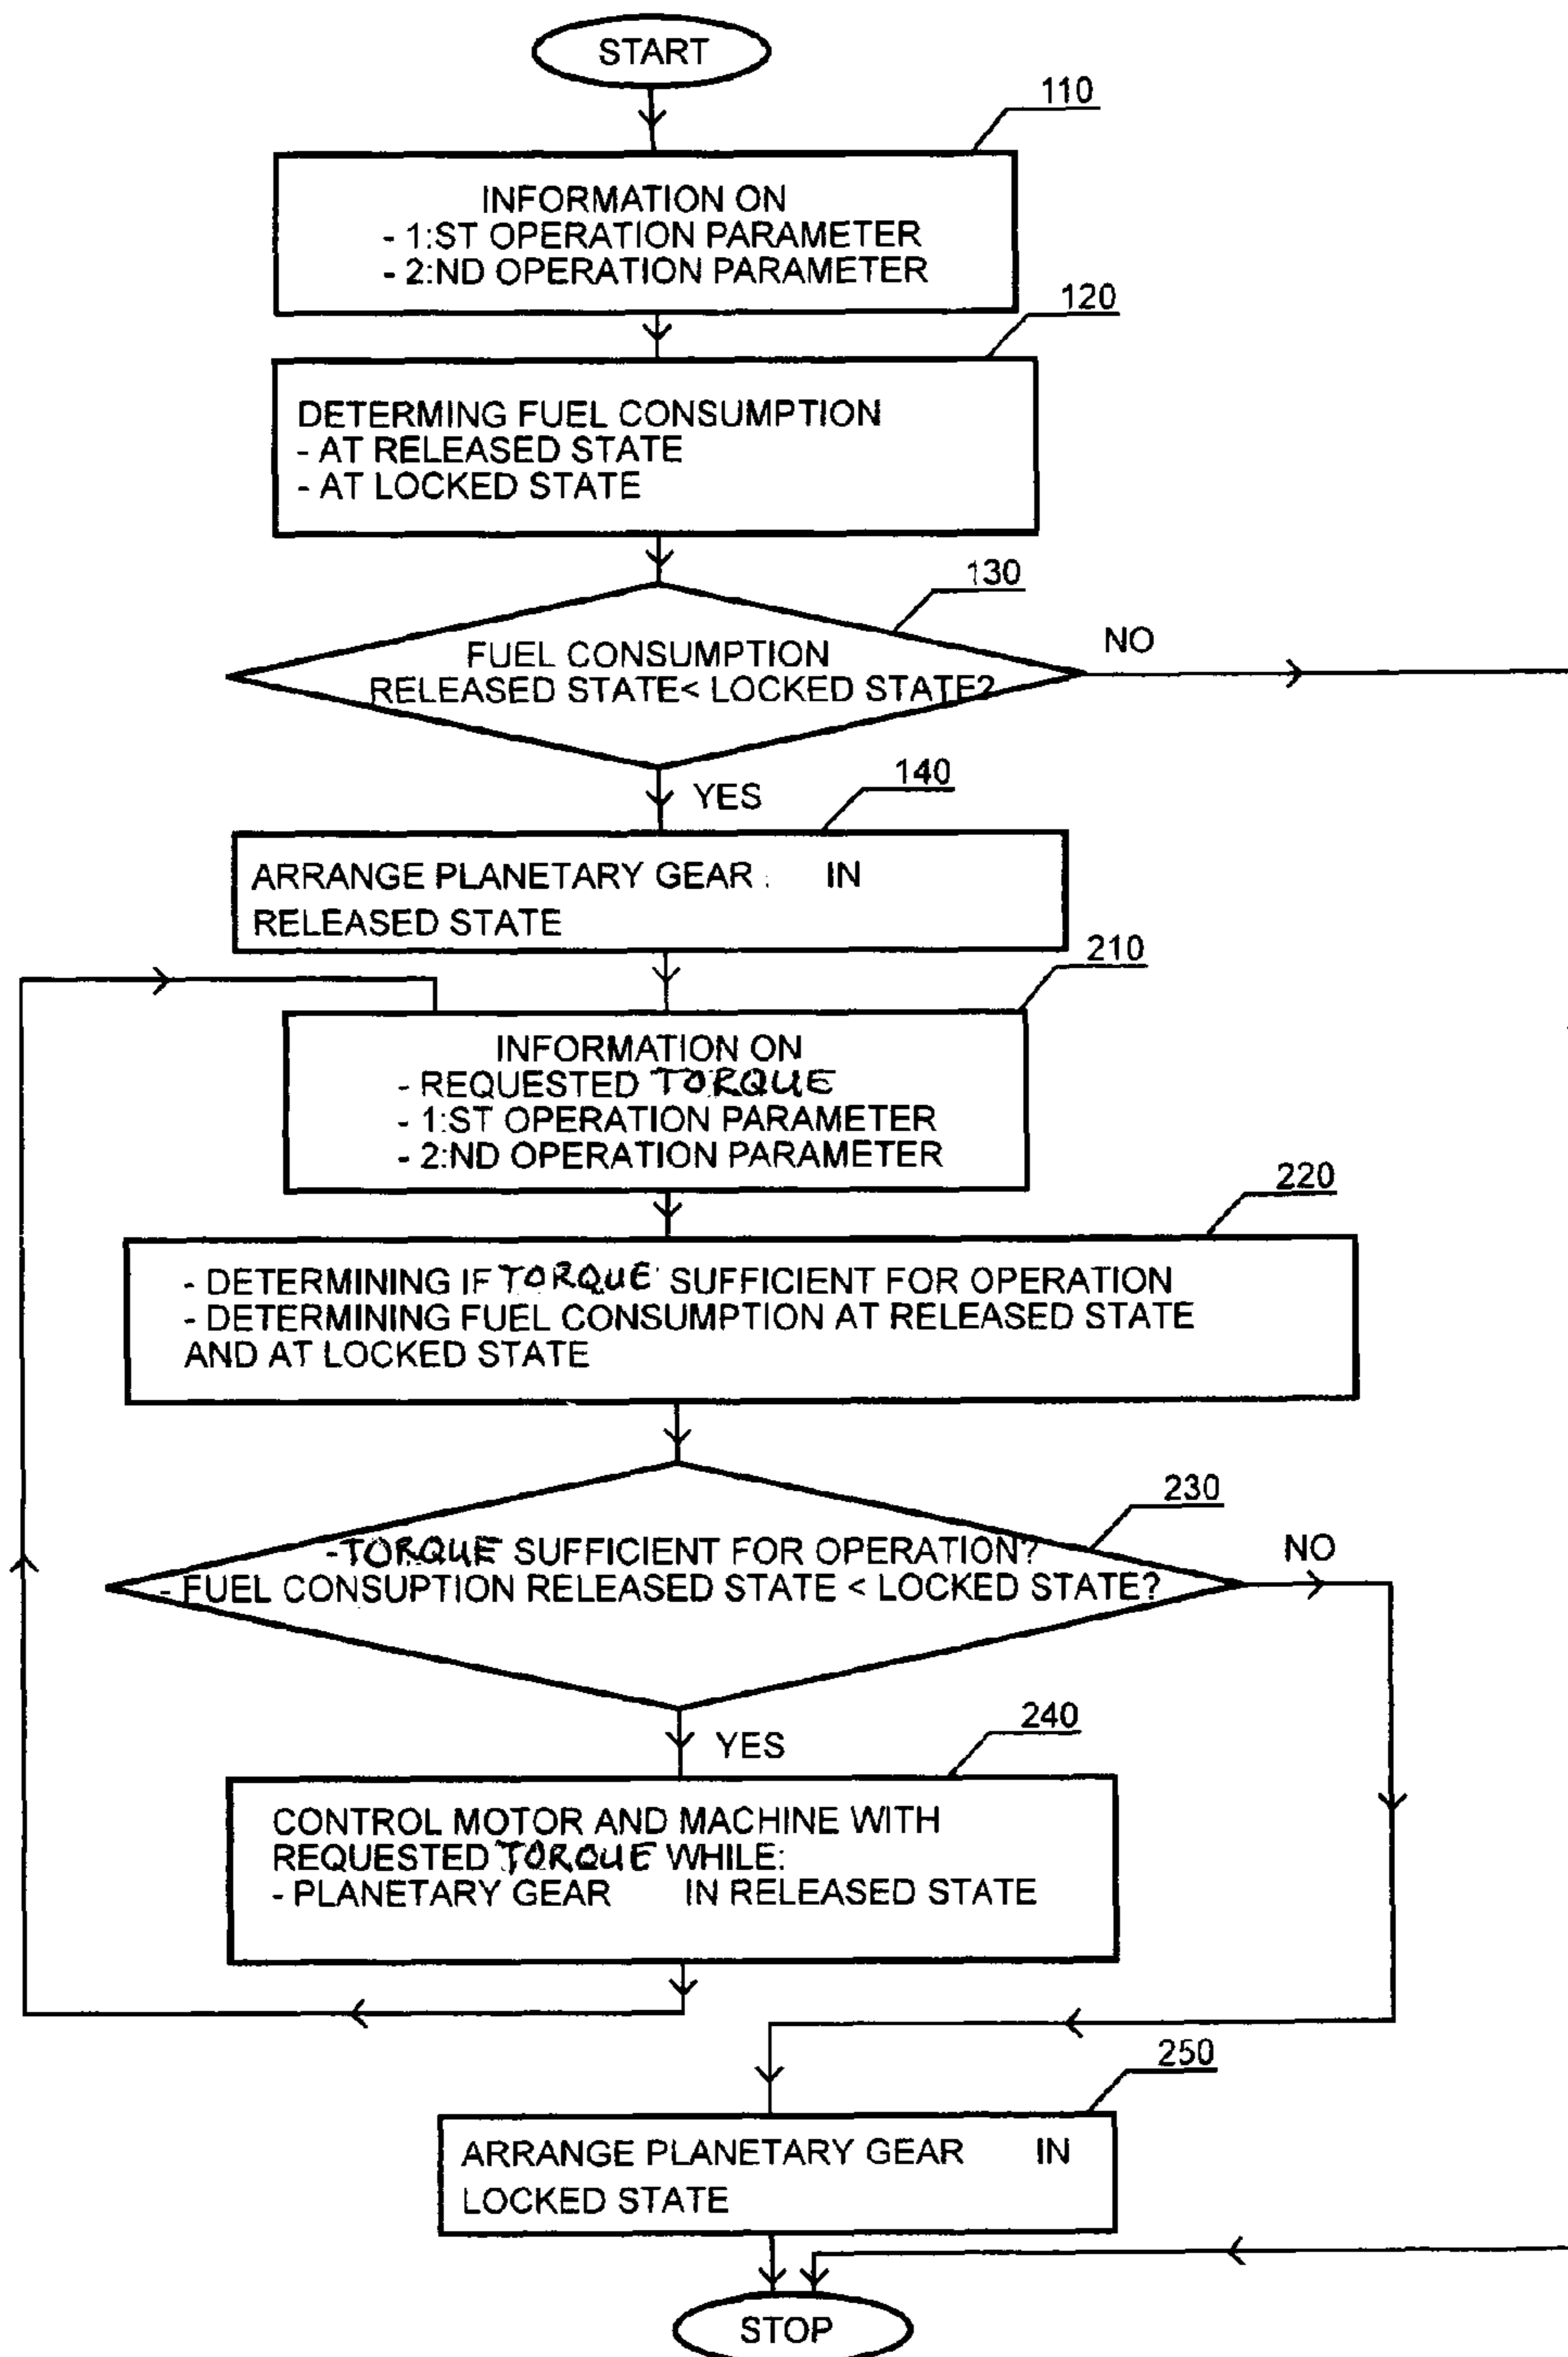 START
110
INFORMATION ON
- 1:ST OPERATION PARAMETER
- 2:ND OPERATION PARAMETER
120
DETERMING FUEL CONSUMPTION
- AT RELEASED STATE
- AT LOCKED STATE
130
FUEL CONSUMPTION
RELEASED STATE< LOCKED STATE?
NO
YES
140
ARRANGE PLANETARY GEAR IN
RELEASED STATE
210
INFORMATION ON
- REQUESTED TORQUE
- 1:ST OPERATION PARAMETER
- 2:ND OPERATION PARAMETER
220
- DETERMINING IF TORQUE SUFFICIENT FOR OPERATION
- DETERMINING FUEL CONSUMPTION AT RELEASED STATE
AND AT LOCKED STATE
230
-TORQUE SUFFICIENT FOR OPERATION?
- FUEL CONSUPTION RELEASED STATE < LOCKED STATE?
NO
YES
240
CONTROL MOTOR AND MACHINE WITH
REQUESTED TORQUE WHILE:
- PLANETARY GEAR IN RELEASED STATE
250
ARRANGE PLANETARY GEAR IN
LOCKED STATE
STOP